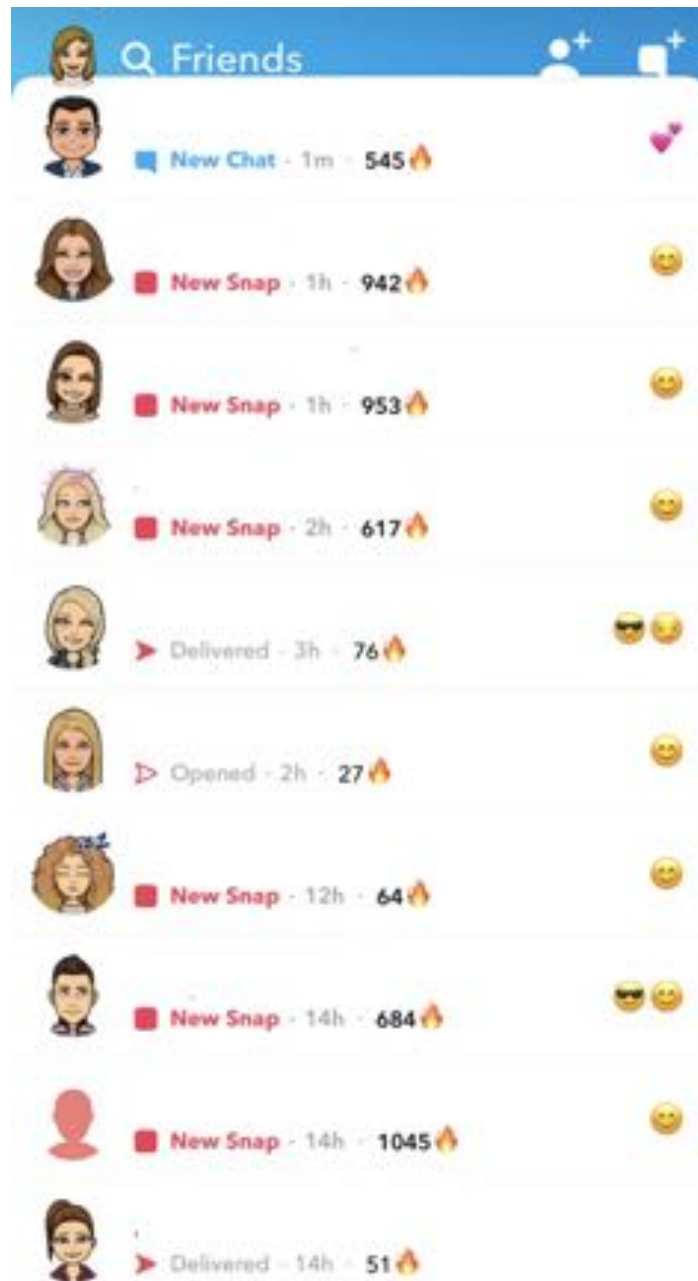 Friends
New Chat · 1m · 545🔥 💕
New Snap · 1h · 942🔥 😊
New Snap · 1h · 953🔥 😊
New Snap · 2h · 617🔥 😊
Delivered · 3h · 76🔥 😎😏
Opened · 2h · 27🔥 😊
New Snap · 12h · 64🔥 😊
New Snap · 14h · 684🔥 😎😊
New Snap · 14h · 1045🔥 😊
Delivered · 14h · 51🔥